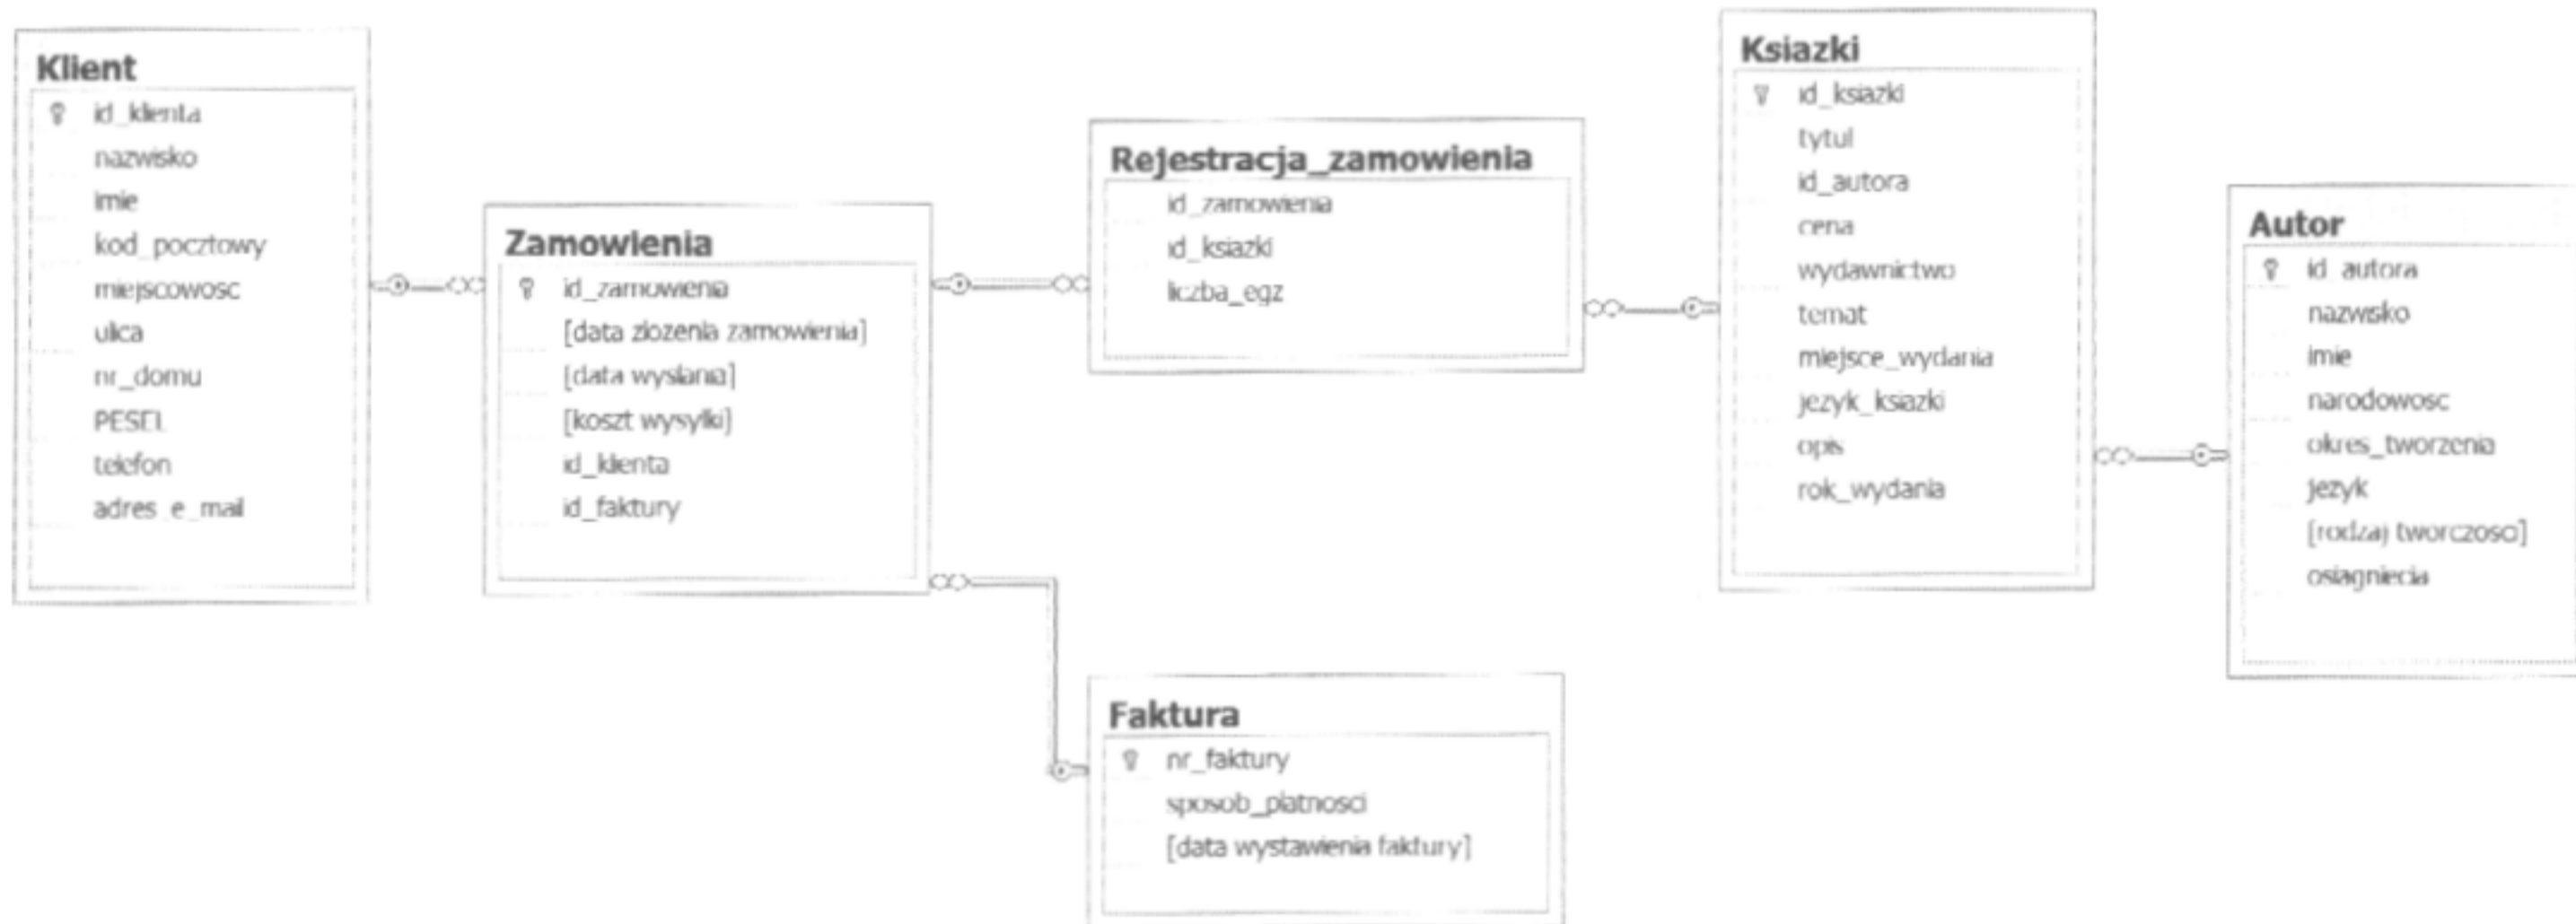 Klient
id_klienta
nazwisko
imie
kod_pocztowy
miejscowosc
ulica
nr_domu
PESEL
telefon
adres_e_mail
Zamowienia
id_zamowienia
[data zlozenia zamowienia]
[data wyslania]
[koszt wysylki]
id_klienta
id_faktury
Rejestracja_zamowienia
id_zamowienia
id_ksiazki
liczba_egz
Faktura
nr_faktury
sposob_platnosci
[data wystawienia faktury]
Ksiazki
id_ksiazki
tytul
id_autora
cena
wydawnictwo
temat
miejsce_wydania
jezyk_ksiazki
opis
rok_wydania
Autor
id_autora
nazwisko
imie
narodowosc
okres_tworzenia
jezyk
[rodzaj tworczosci]
osiagniecia